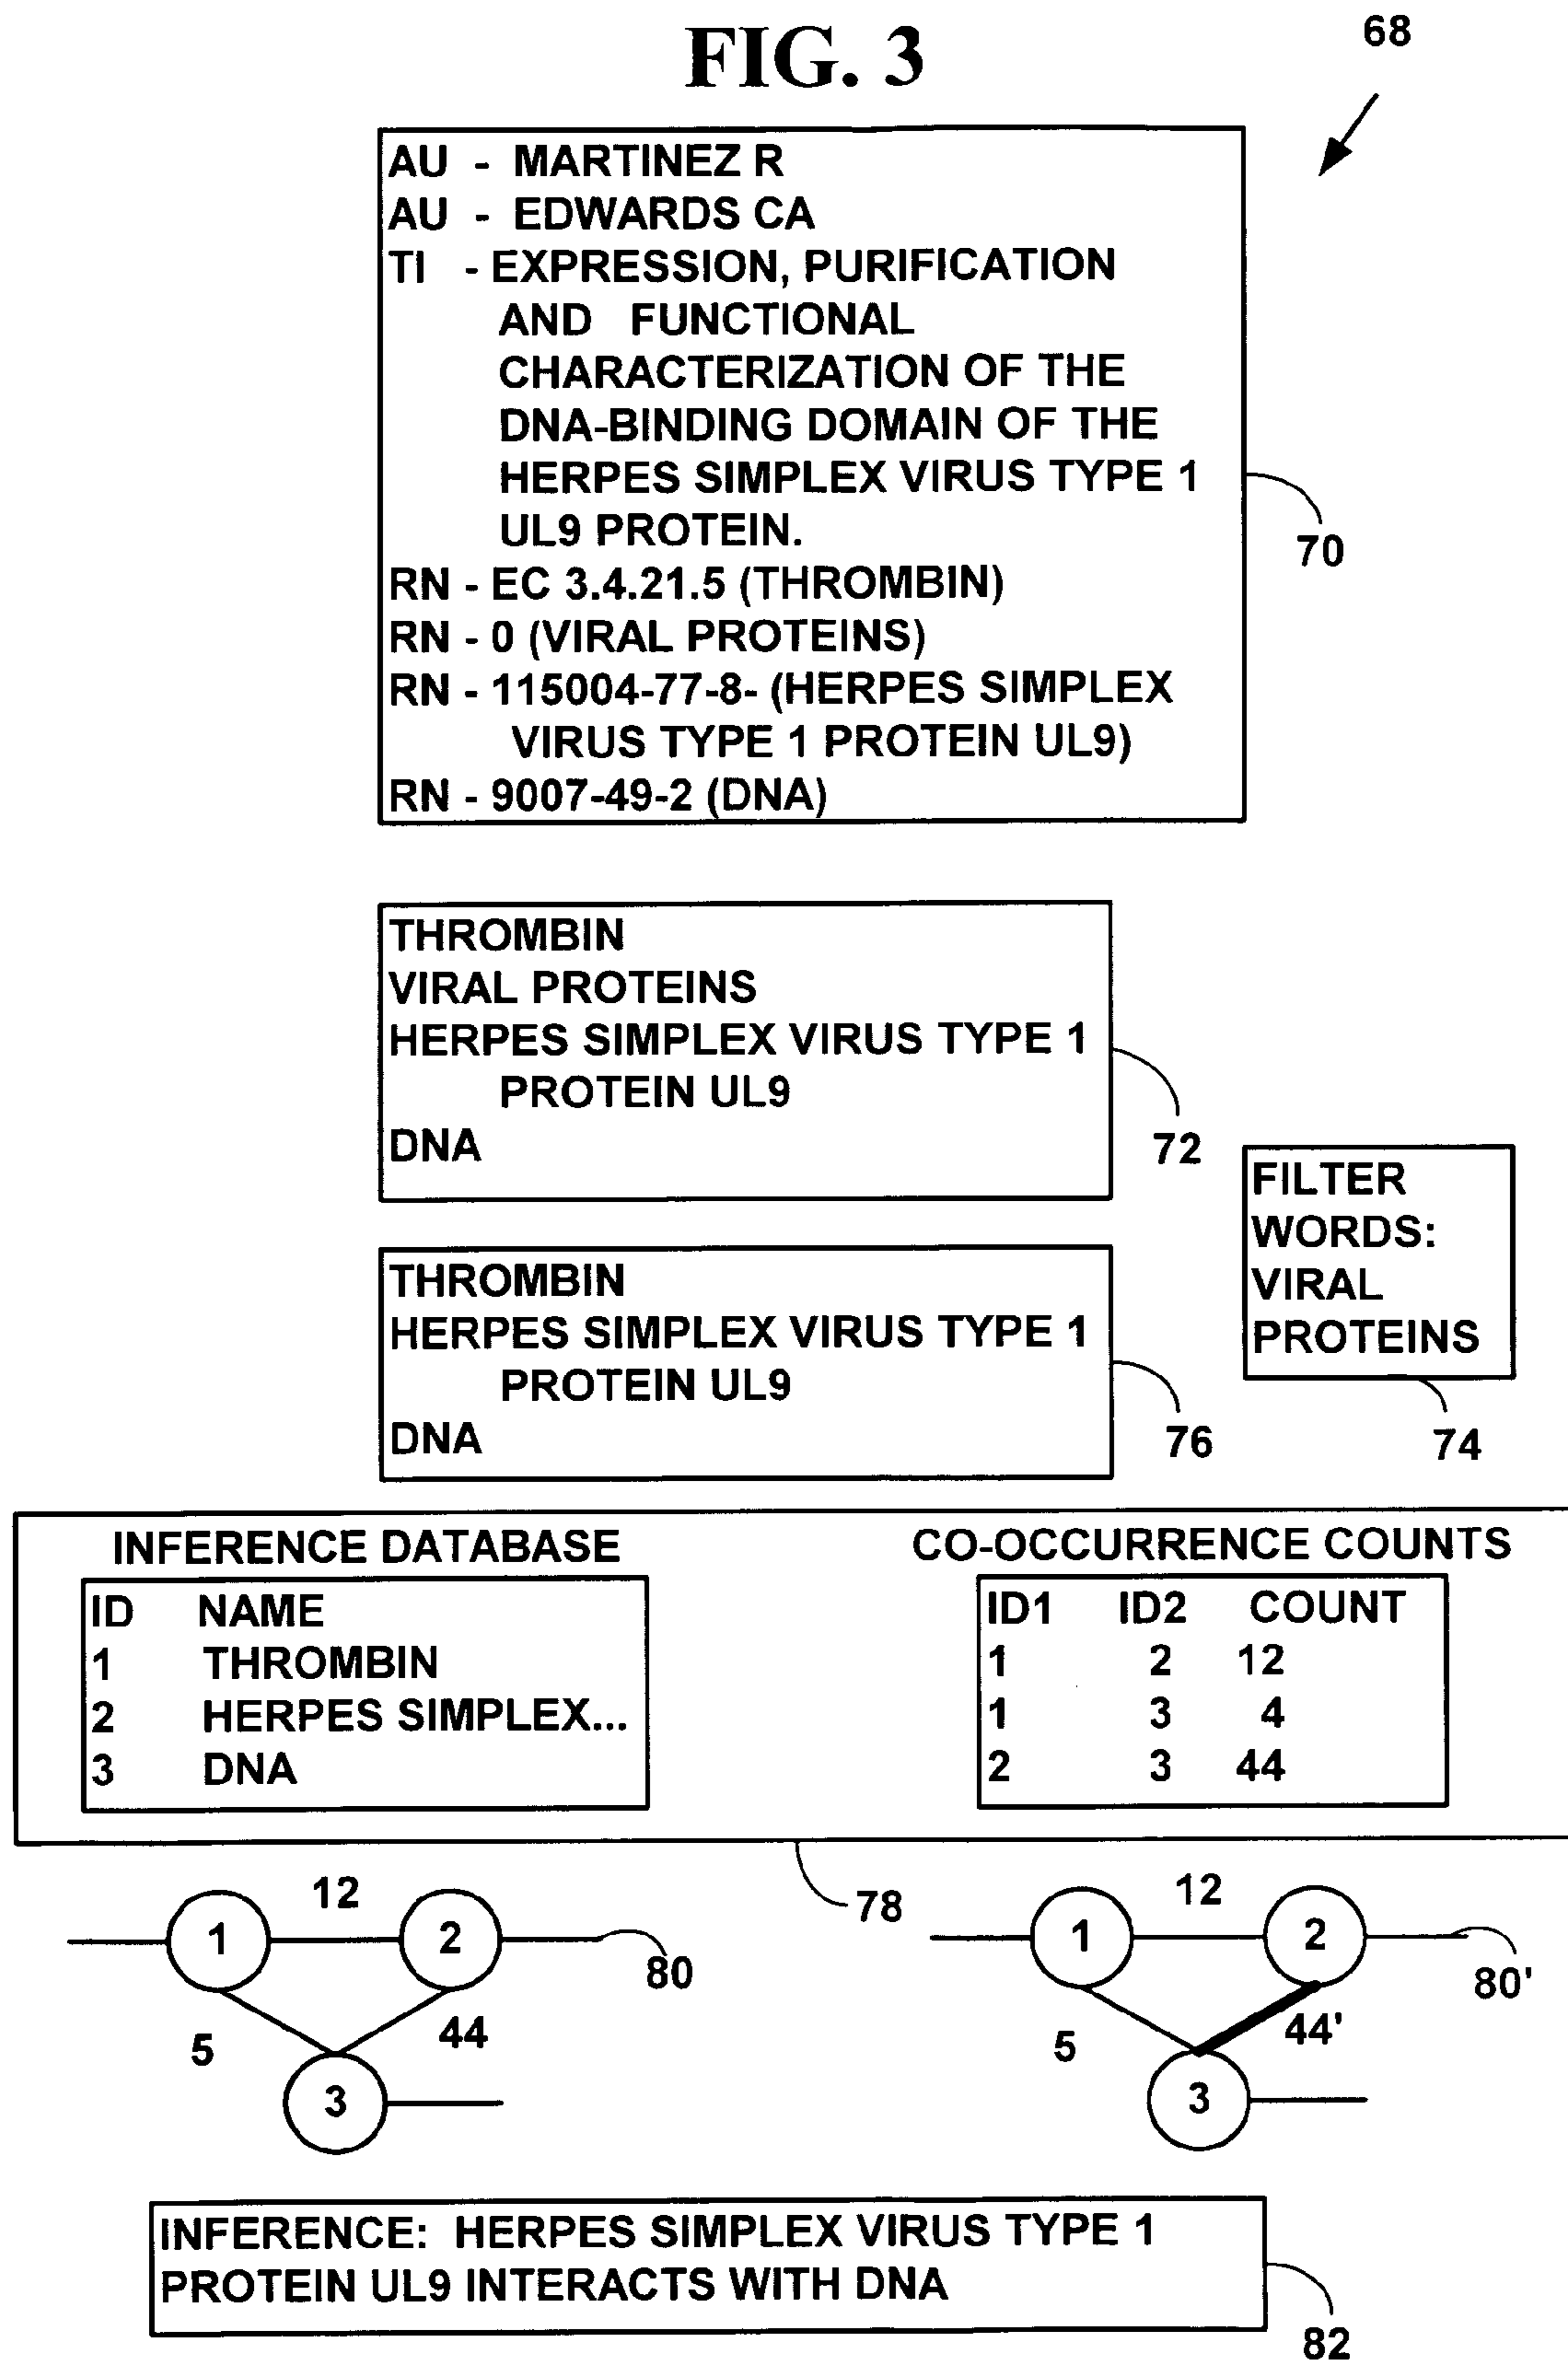 FIG. 3
68
AU - MARTINEZ R
AU - EDWARDS CA
TI - EXPRESSION, PURIFICATION
AND FUNCTIONAL
CHARACTERIZATION OF THE
DNA-BINDING DOMAIN OF THE
HERPES SIMPLEX VIRUS TYPE 1
UL9 PROTEIN.
RN - EC 3.4.21.5 (THROMBIN)
RN - 0 (VIRAL PROTEINS)
RN - 115004-77-8- (HERPES SIMPLEX
VIRUS TYPE 1 PROTEIN UL9)
RN - 9007-49-2 (DNA)
70
THROMBIN
VIRAL PROTEINS
HERPES SIMPLEX VIRUS TYPE 1
PROTEIN UL9
DNA
72
FILTER
WORDS:
VIRAL
PROTEINS
74
THROMBIN
HERPES SIMPLEX VIRUS TYPE 1
PROTEIN UL9
DNA
76
INFERENCE DATABASE
ID NAME
1 THROMBIN
2 HERPES SIMPLEX...
3 DNA
CO-OCCURRENCE COUNTS
ID1 ID2 COUNT
1 2 12
1 3 4
2 3 44
78
12
1 2
80
5 44
3
12
1 2
80'
5 44'
3
INFERENCE: HERPES SIMPLEX VIRUS TYPE 1
PROTEIN UL9 INTERACTS WITH DNA
82